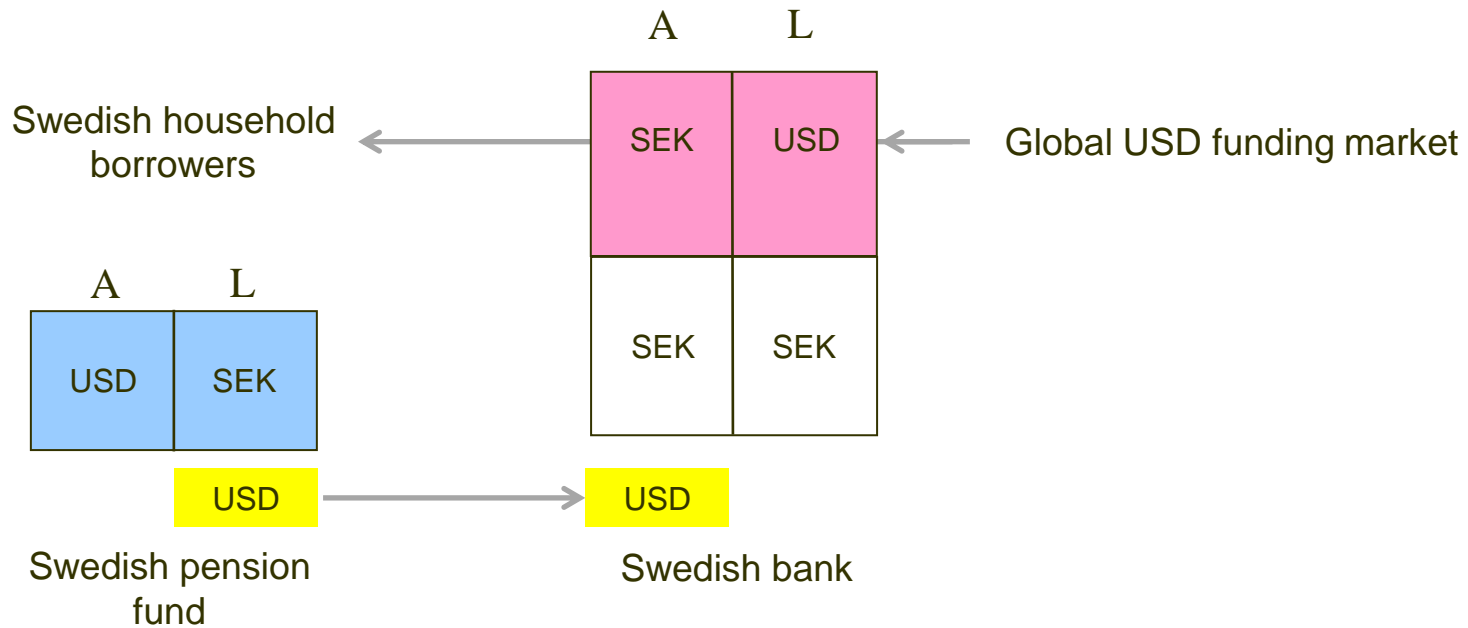 A L
Swedish household
borrowers
SEK USD
Global USD funding market
A L
USD SEK
SEK SEK
USD
USD
Swedish pension
fund
Swedish bank